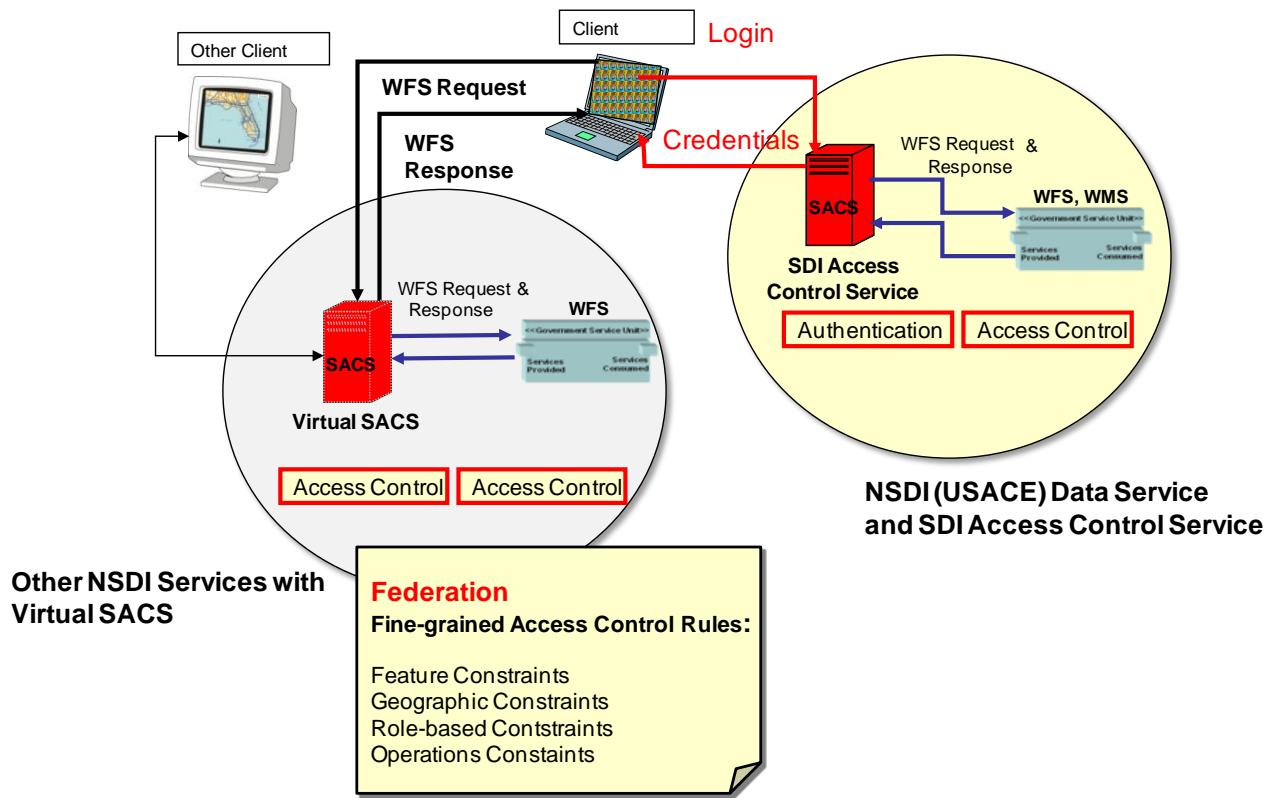 Other Client
Client
Login
WFS Request
WFS
Response
Credentials
WFS Request &
Response
WFS, WMS
<<Government Service Unit>>
Services
Provided
Services
Consumed
SACS
SDI Access
Control Service
Authentication
Access Control
NSDI (USACE) Data Service
and SDI Access Control Service
WFS Request &
Response
WFS
<<Government Service Unit>>
Services
Provided
Services
Consumed
SACS
Virtual SACS
Access Control
Access Control
Other NSDI Services with
Virtual SACS
Federation
Fine-grained Access Control Rules:
Feature Constraints
Geographic Constraints
Role-based Contstraints
Operations Constaints